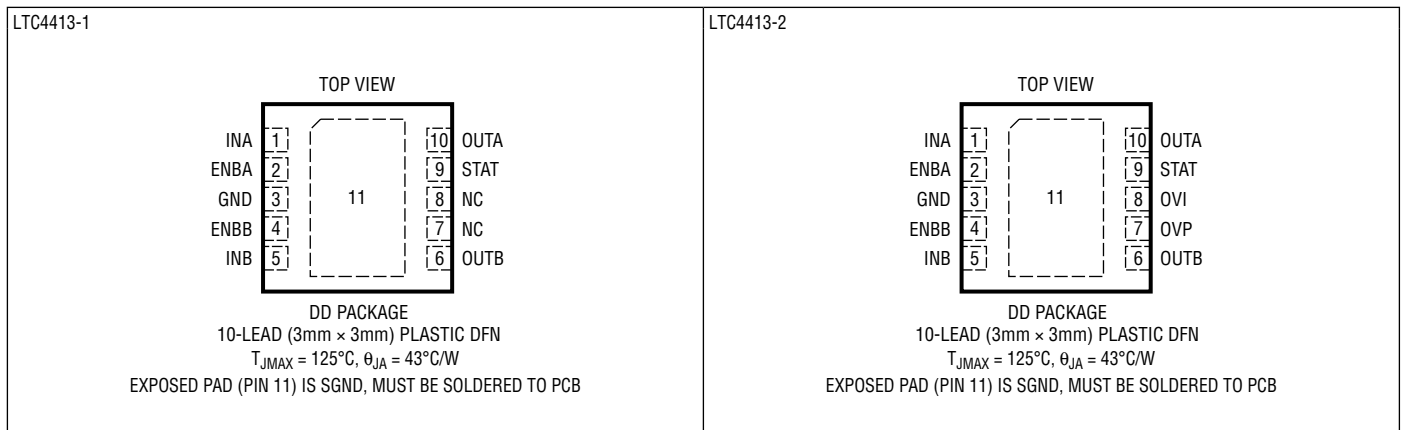 LTC4413-1
TOP VIEW
INA 1 10 OUTA
ENBA 2 9 STAT
GND 3 11 8 NC
ENBB 4 7 NC
INB 5 6 OUTB
DD PACKAGE
10-LEAD (3mm × 3mm) PLASTIC DFN
TJMAX = 125°C, θJA = 43°C/W
EXPOSED PAD (PIN 11) IS SGND, MUST BE SOLDERED TO PCB
LTC4413-2
TOP VIEW
INA 1 10 OUTA
ENBA 2 9 STAT
GND 3 11 8 OVI
ENBB 4 7 OVP
INB 5 6 OUTB
DD PACKAGE
10-LEAD (3mm × 3mm) PLASTIC DFN
TJMAX = 125°C, θJA = 43°C/W
EXPOSED PAD (PIN 11) IS SGND, MUST BE SOLDERED TO PCB